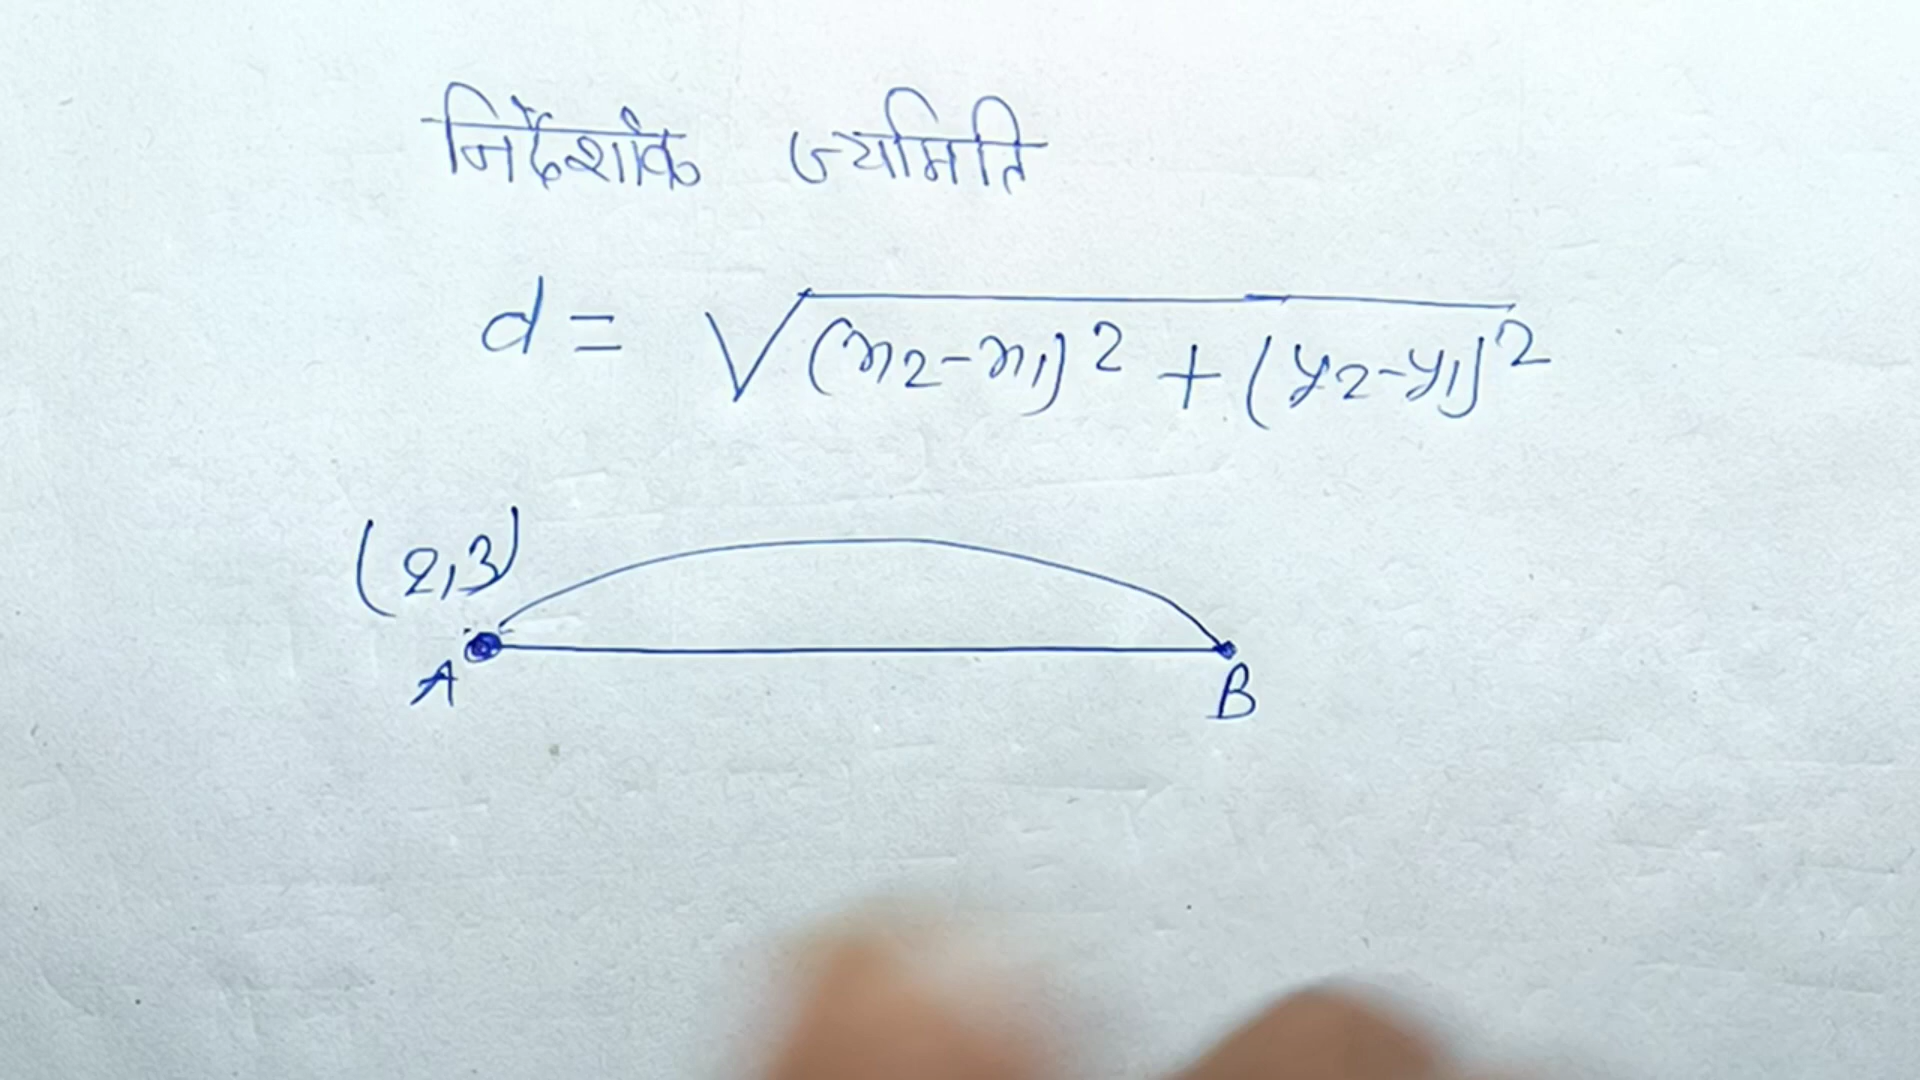 निर्देशांक ज्यामिति
d = √(x2-x1)2 + (y2-y1)2
(2,3)
A B